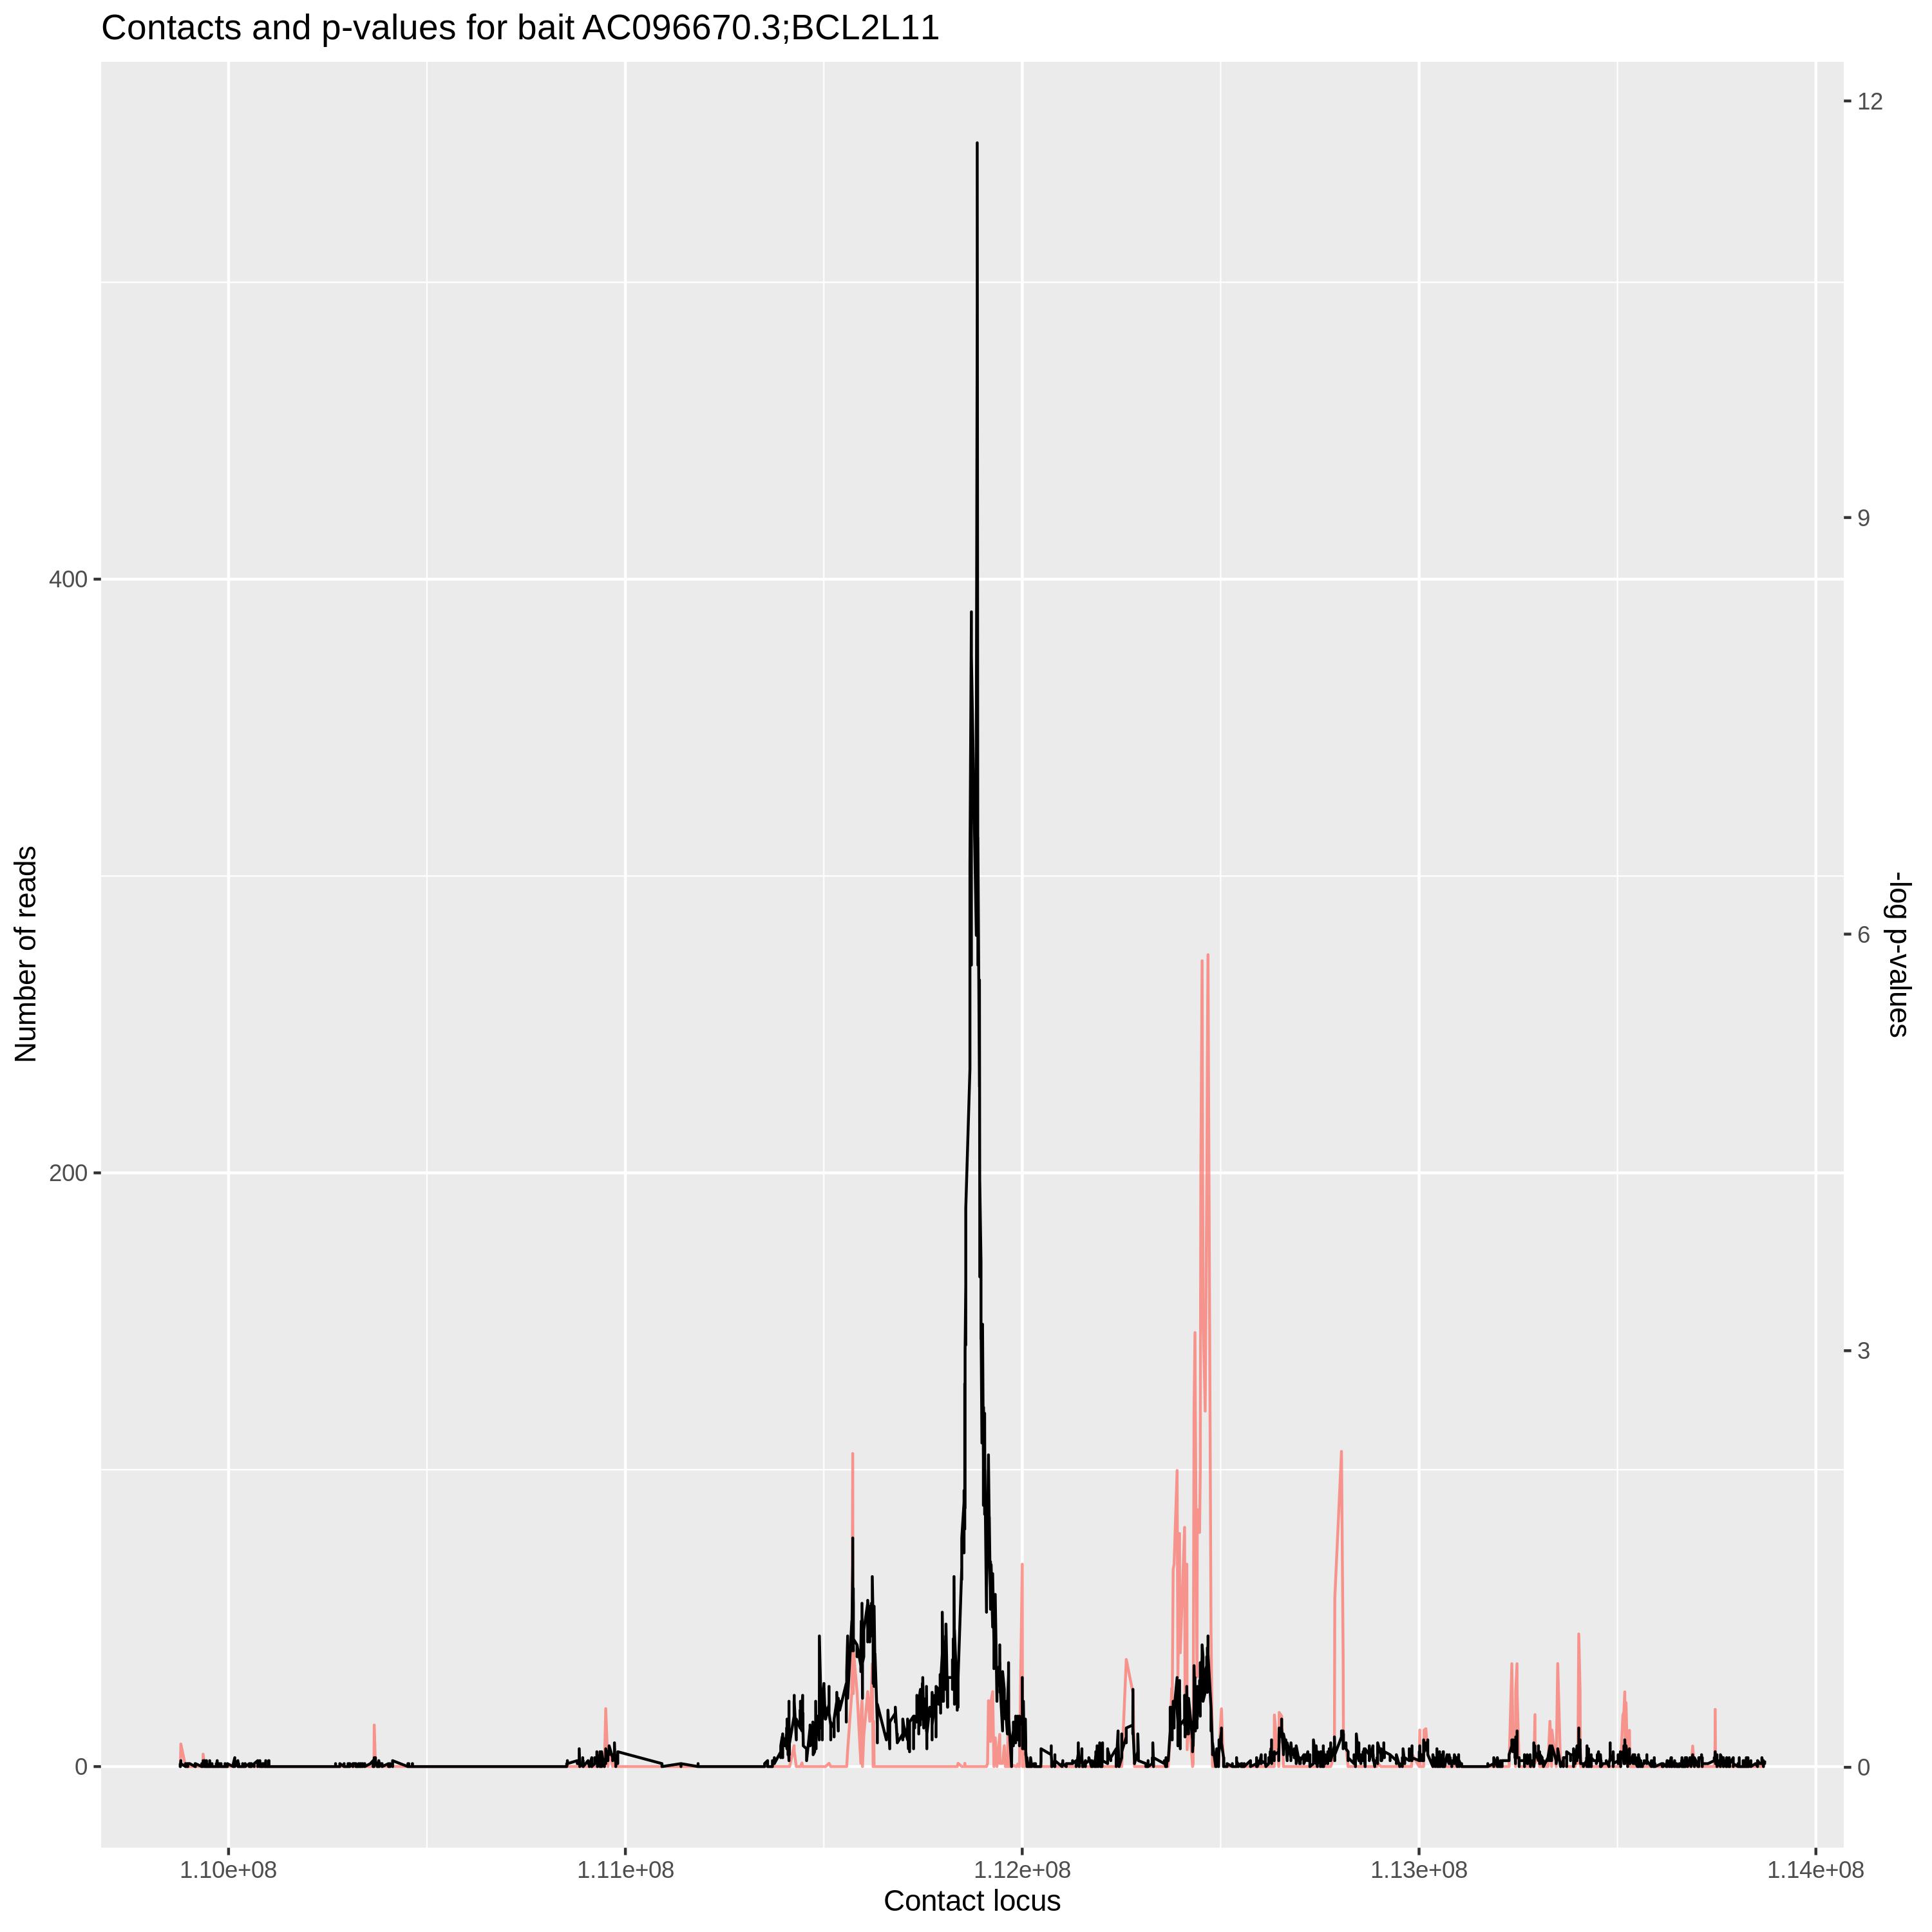 Contacts and p-values for bait AC096670.3;BCL2L11
12
9
400
Number of reads
-log p-values
6
200
3
0
0
1.10e+08
1.11e+08
1.12e+08
1.13e+08
1.14e+08
Contact locus